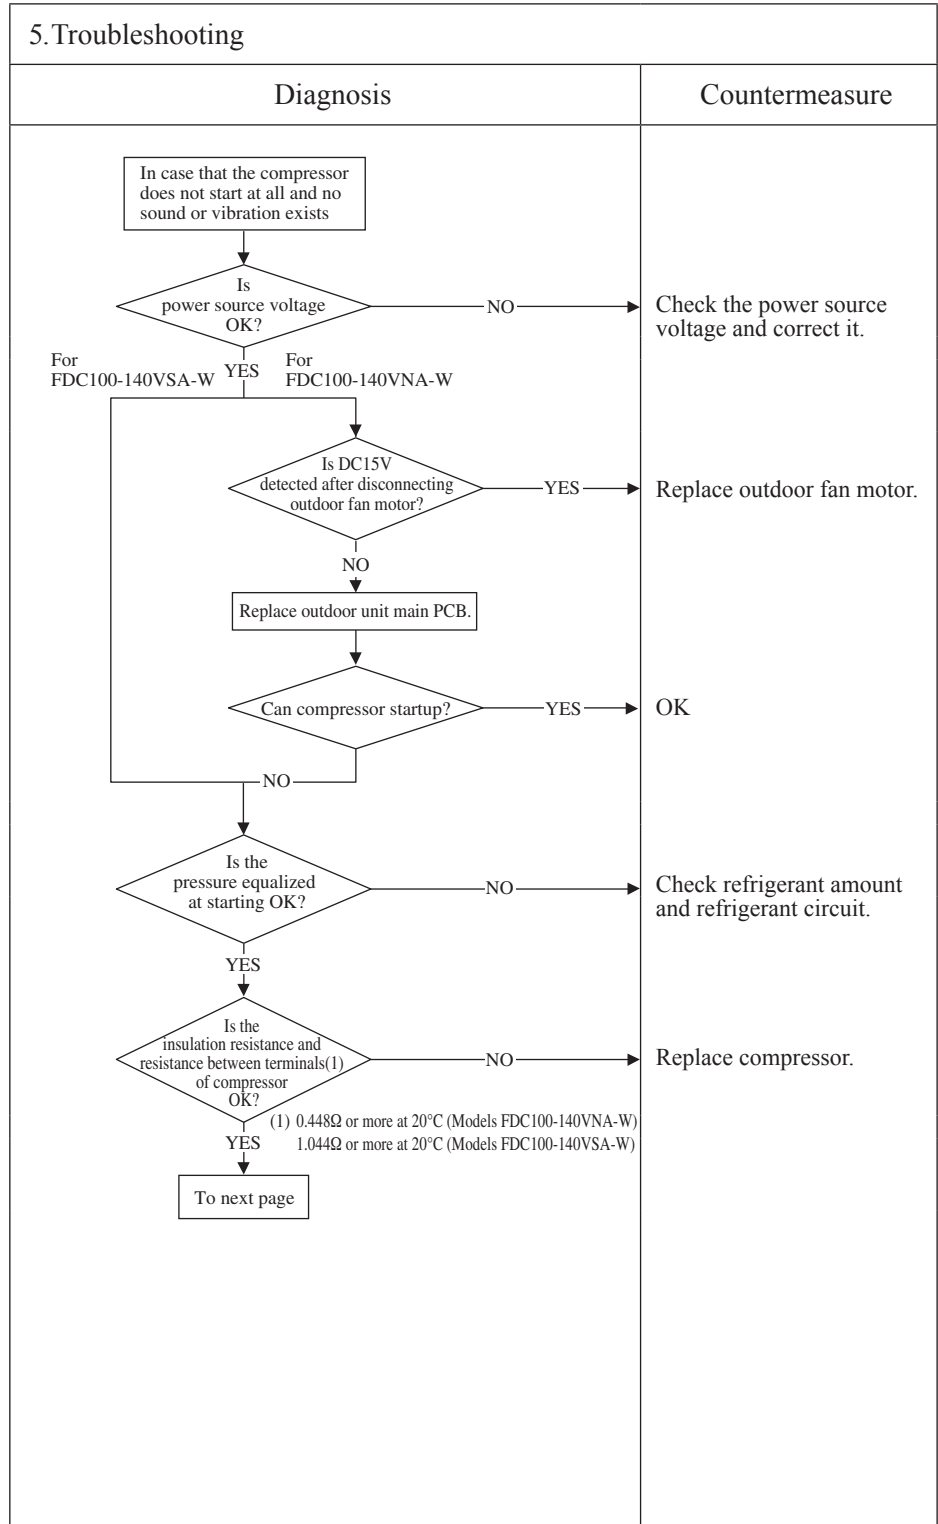 5.Troubleshooting
Diagnosis
Countermeasure
In case that the compressor
does not start at all and no
sound or vibration exists
Is
power source voltage
OK?
NO
Check the power source
voltage and correct it.
For
FDC100-140VSA-W
YES
For
FDC100-140VNA-W
Is DC15V
detected after disconnecting
outdoor fan motor?
YES
Replace outdoor fan motor.
NO
Replace outdoor unit main PCB.
Can compressor startup?
YES
OK
NO
Is the
pressure equalized
at starting OK?
NO
Check refrigerant amount
and refrigerant circuit.
YES
Is the
insulation resistance and
resistance between terminals(1)
of compressor
OK?
NO
Replace compressor.
(1) 0.448Ω or more at 20°C (Models FDC100-140VNA-W)
1.044Ω or more at 20°C (Models FDC100-140VSA-W)
YES
To next page